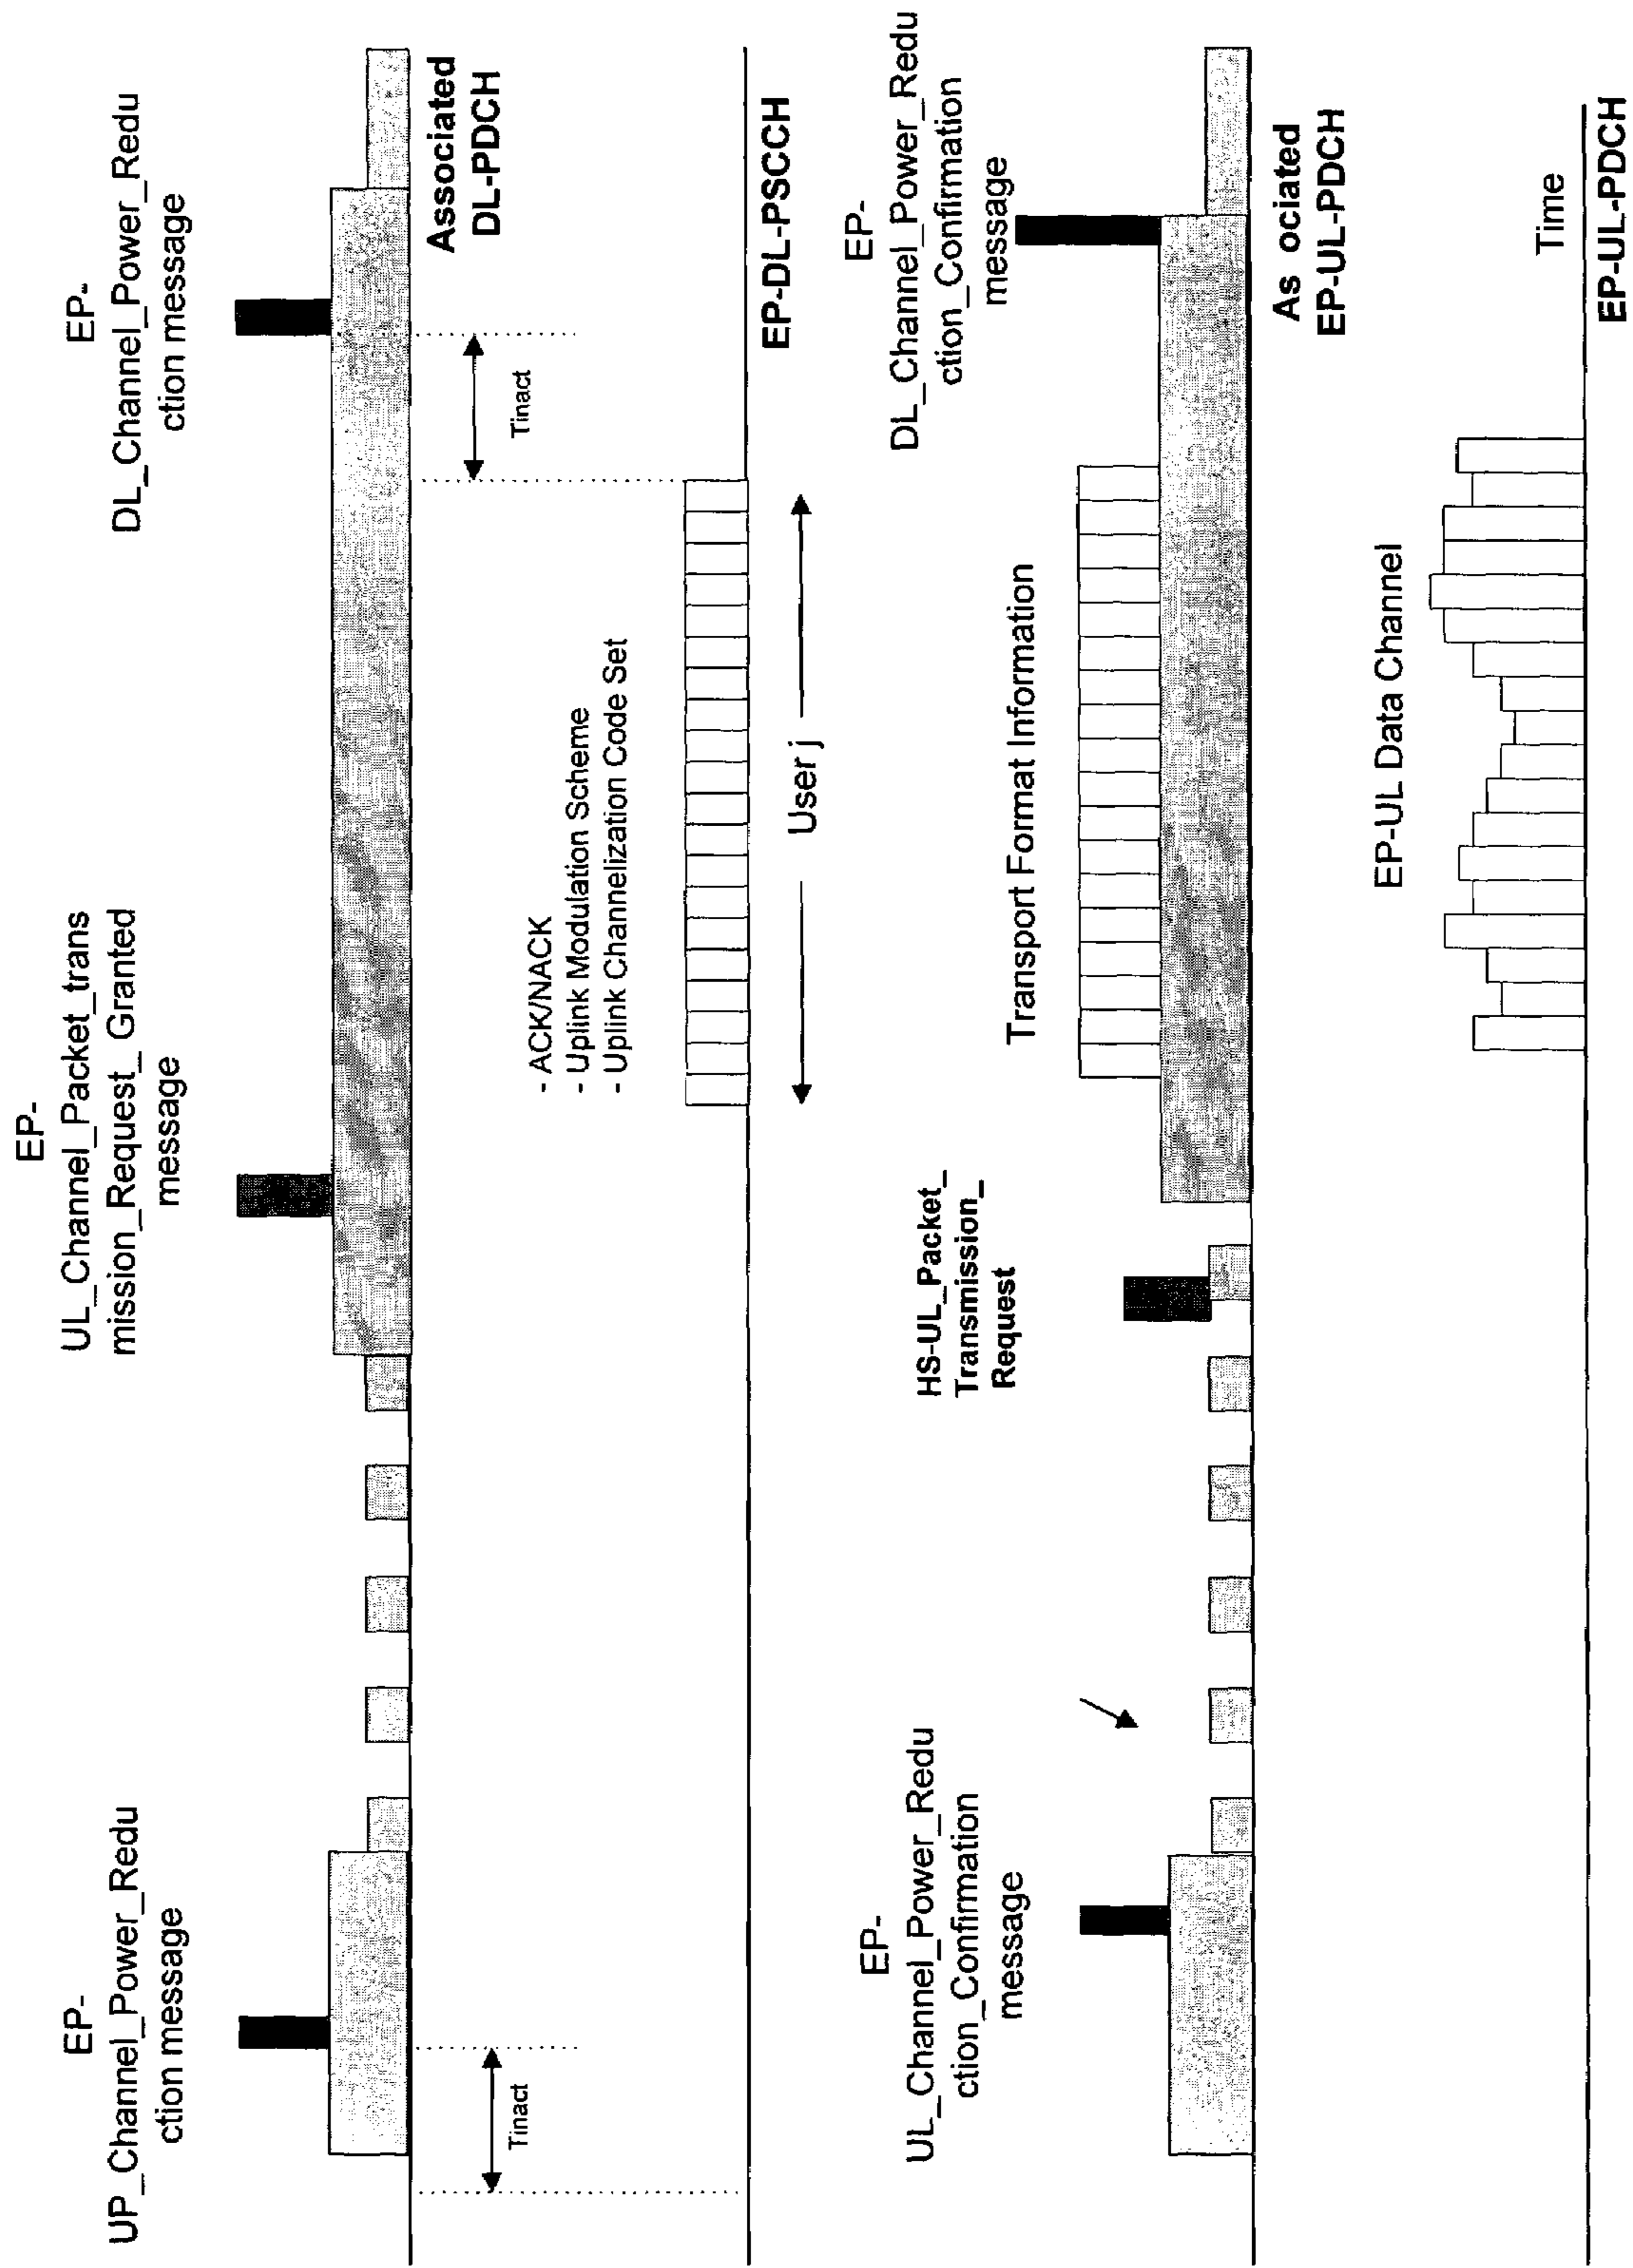 EP-
UP_Channel_Power_Redu
ction message
EP-
UL_Channel_Packet_trans
mission_Request_Granted
message
EP-
DL_Channel_Power_Redu
ction message
Associated
DL-PDCH
Tinact
Tinact
- ACK/NACK
- Uplink Modulation Scheme
- Uplink Channelization Code Set
User j
EP-DL-PSCCH
EP-
UL_Channel_Power_Redu
ction_Confirmation
message
HS-UL_Packet_
Transmission_
Request
Transport Format Information
EP-
DL_Channel_Power_Redu
ction_Confirmation
message
As ociated
EP-UL-PDCH
EP-UL Data Channel
Time
EP-UL-PDCH